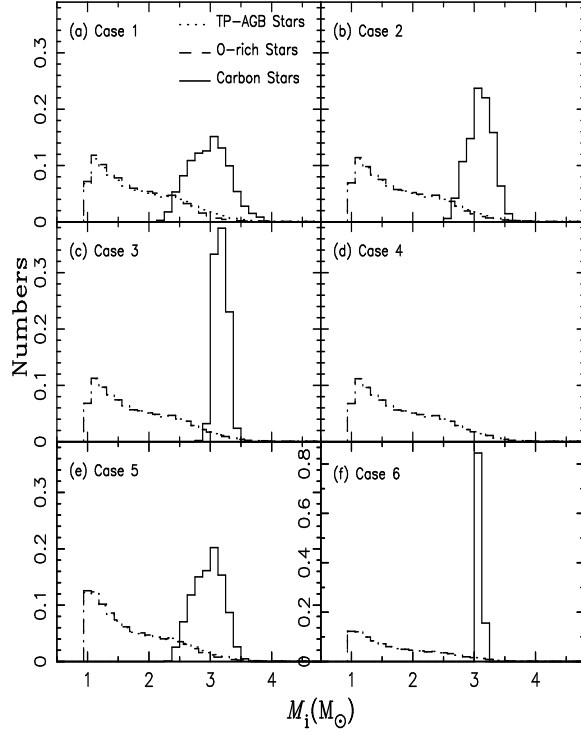 (a) Case 1
TP-AGB Stars
O-rich Stars
Carbon Stars
(b) Case 2
0.3
0.2
0.1
0
(c) Case 3
(d) Case 4
0.3
0.2
0.1
0
Numbers
(e) Case 5
(f) Case 6
0.3
0.2
0.1
0
0.8
0.6
0.4
0.2
0
1 2 3 4
1 2 3 4
M_i(M_⊙)